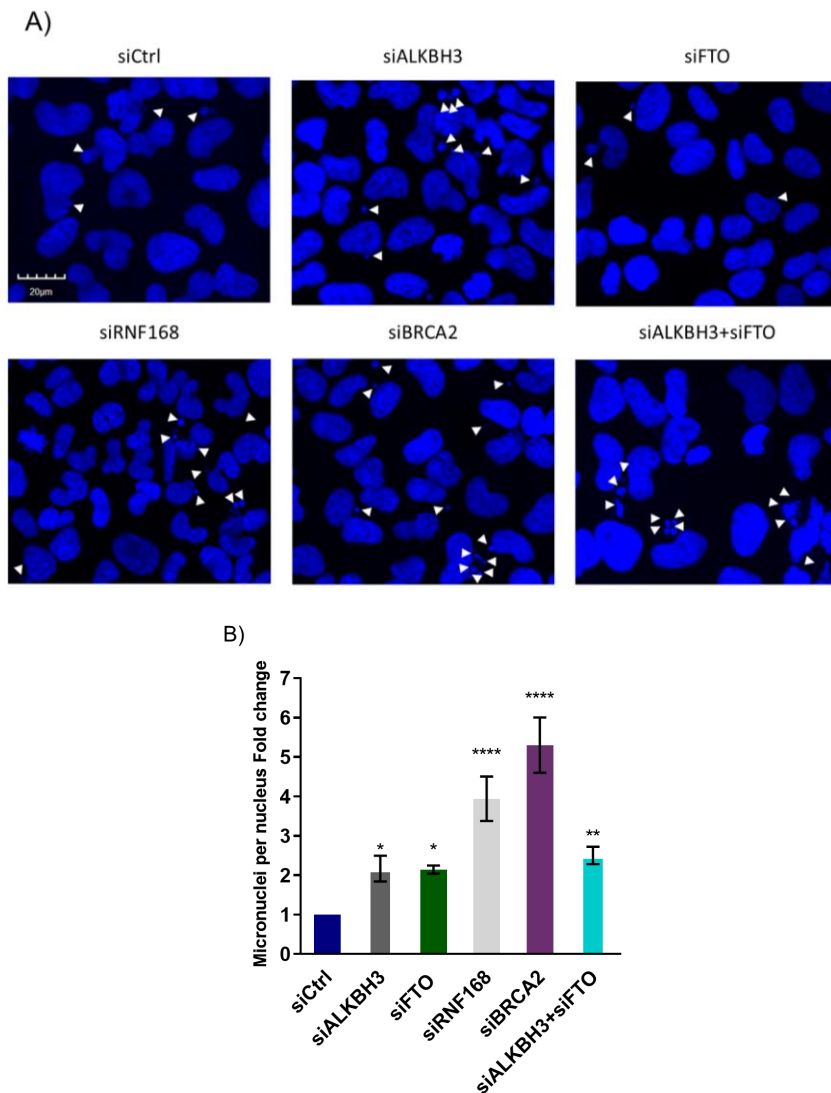 A)
siCtrl siALKBH3 siFTO
20μm
siRNF168 siBRCA2 siALKBH3+siFTO
B)
Micronuclei per nucleus Fold change
7
6
5
4
3
2
1
0
* * **** **** **
siCtrl siALKBH3 siFTO siRNF168 siBRCA2 siALKBH3+siFTO